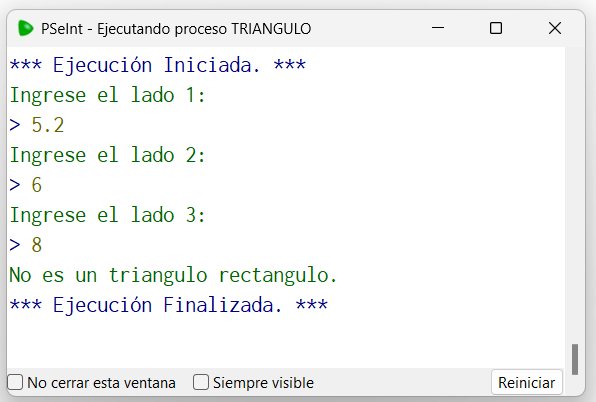 PSeInt - Ejecutando proceso TRIANGULO
*** Ejecución Iniciada. ***
Ingrese el lado 1:
> 5.2
Ingrese el lado 2:
> 6
Ingrese el lado 3:
> 8
No es un triangulo rectangulo.
*** Ejecución Finalizada. ***
No cerrar esta ventana Siempre visible Reiniciar